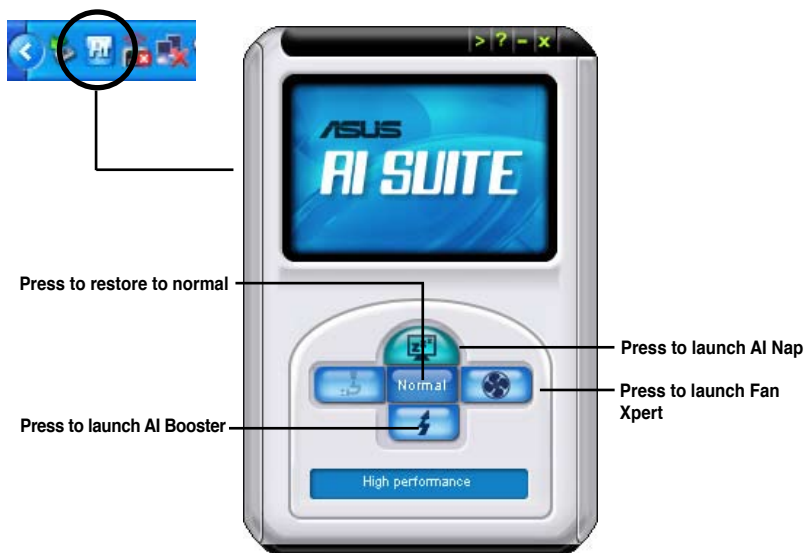 > ? - x
ASUS
AI SUITE
Press to restore to normal
Press to launch AI Nap
Normal
Press to launch Fan
Xpert
Press to launch AI Booster
High performance